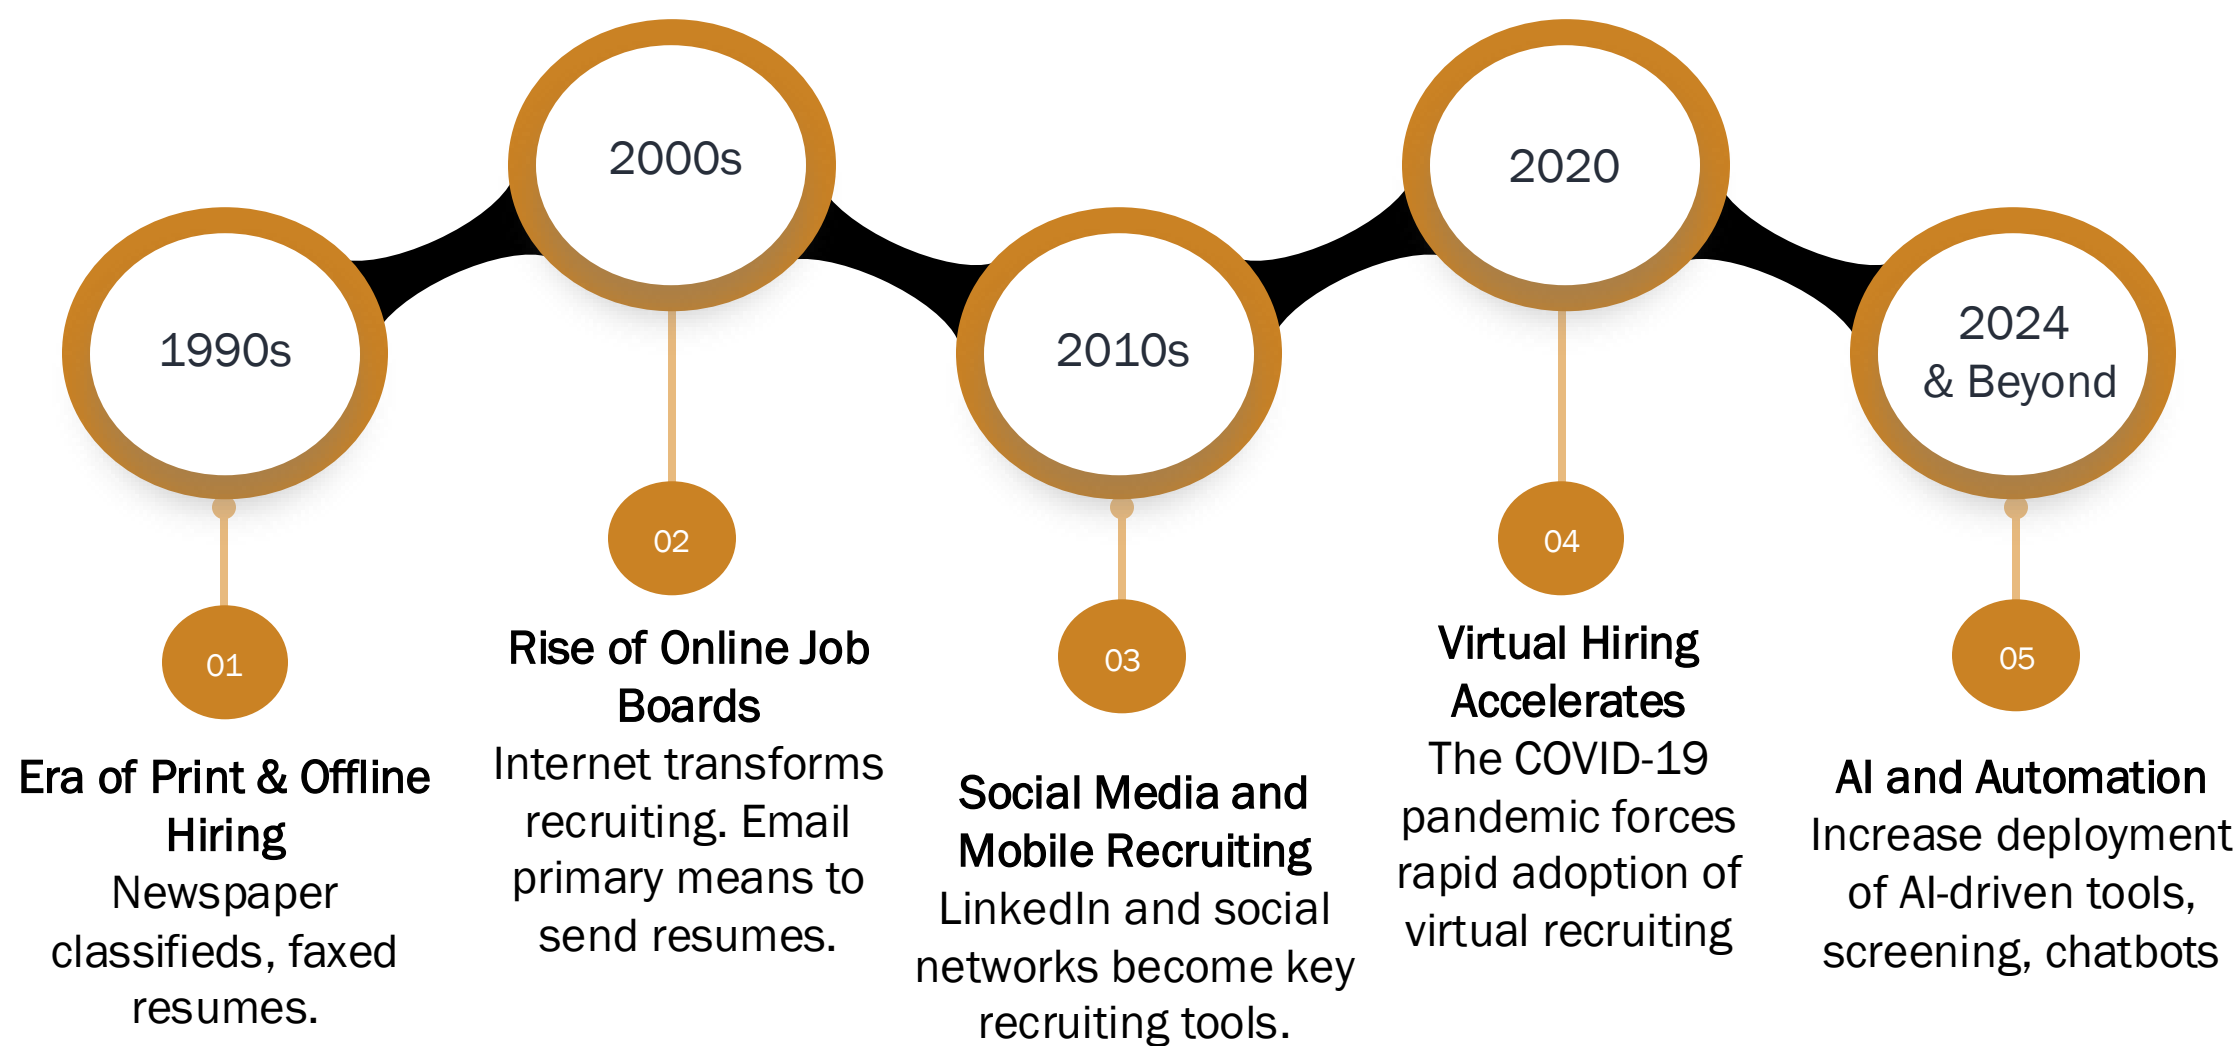 1990s
2000s
2010s
2020
2024
& Beyond
01
Era of Print & Offline
Hiring
Newspaper
classifieds, faxed
resumes.
02
Rise of Online Job
Boards
Internet transforms
recruiting. Email
primary means to
send resumes.
03
Social Media and
Mobile Recruiting
LinkedIn and social
networks become key
recruiting tools.
04
Virtual Hiring
Accelerates
The COVID-19
pandemic forces
rapid adoption of
virtual recruiting
05
AI and Automation
Increase deployment
of AI-driven tools,
screening, chatbots